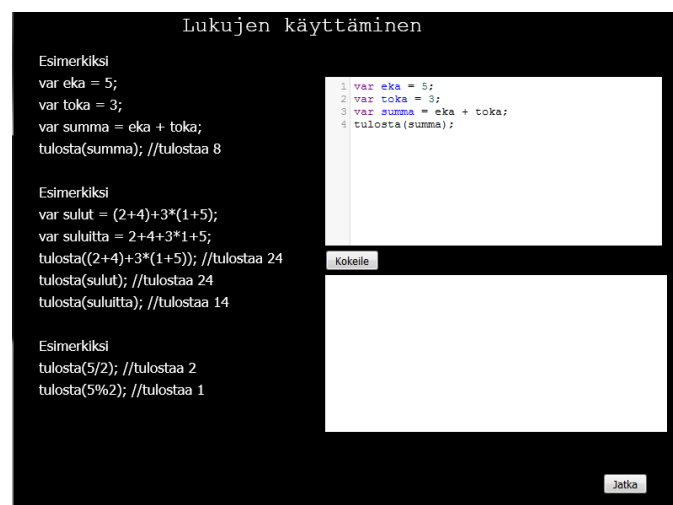 Lukujen käyttäminen
Esimerkiksi
var eka = 5;
var toka = 3;
var summa = eka + toka;
tulosta(summa); //tulostaa 8
Esimerkiksi
var sulut = (2+4)+3*(1+5);
var suluitta = 2+4+3*1+5;
tulosta((2+4)+3*(1+5)); //tulostaa 24
tulosta(sulut); //tulostaa 24
tulosta(suluitta); //tulostaa 14
Esimerkiksi
tulosta(5/2); //tulostaa 2
tulosta(5%2); //tulostaa 1
1 var eka = 5;
2 var toka = 3;
3 var summa = eka + toka;
4 tulosta(summa);
Kokeile
Jatka